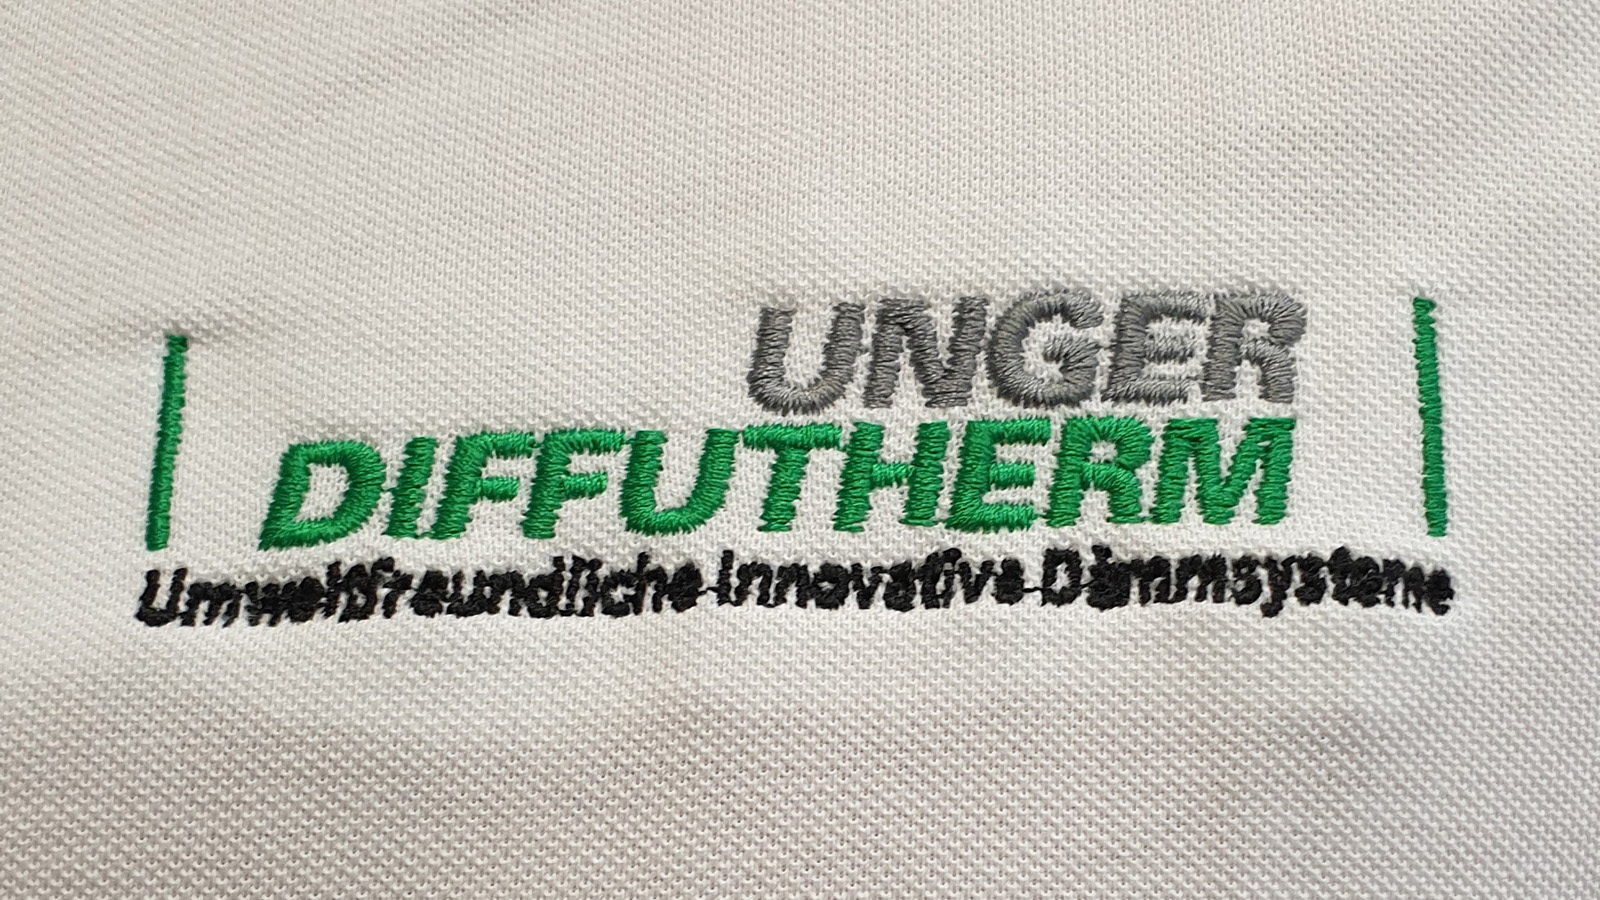 UNGER
DIFFUTHERM
Umweltfreundliche Innovative Dämmsysteme